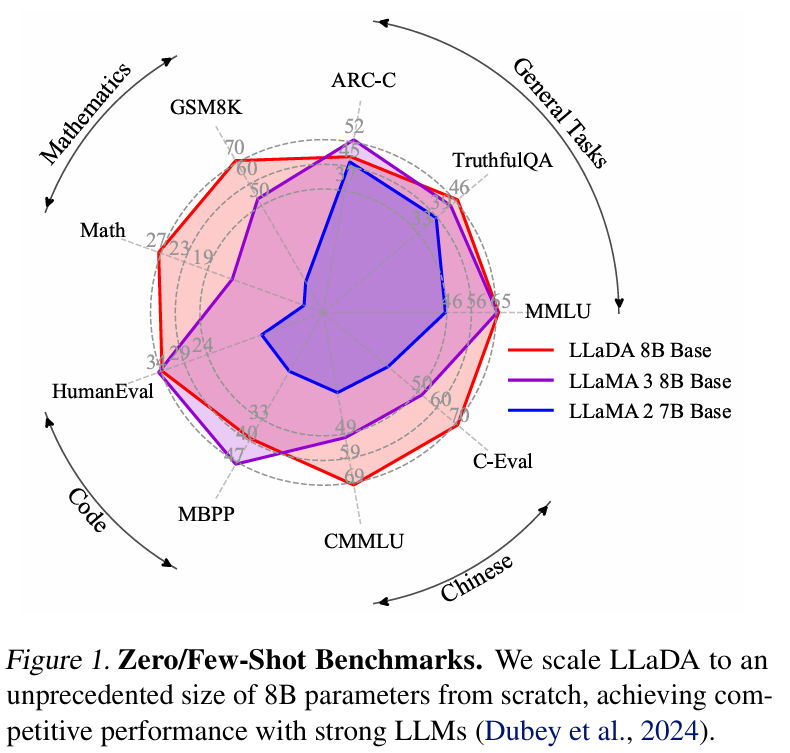 ARC-C
General Tasks
Mathematics
GSM8K
52
45
TruthfulQA
70
60
50
46
39
33
Math
27
23
19
46
56
65
MMLU
LLaDA 8B Base
LLaMA 3 8B Base
LLaMA 2 7B Base
34
29
24
HumanEval
50
60
70
C-Eval
33
40
47
49
59
69
MBPP
CMMLU
Code
Chinese
Figure 1. Zero/Few-Shot Benchmarks. We scale LLaDA to an
unprecedented size of 8B parameters from scratch, achieving com-
petitive performance with strong LLMs (Dubey et al., 2024).